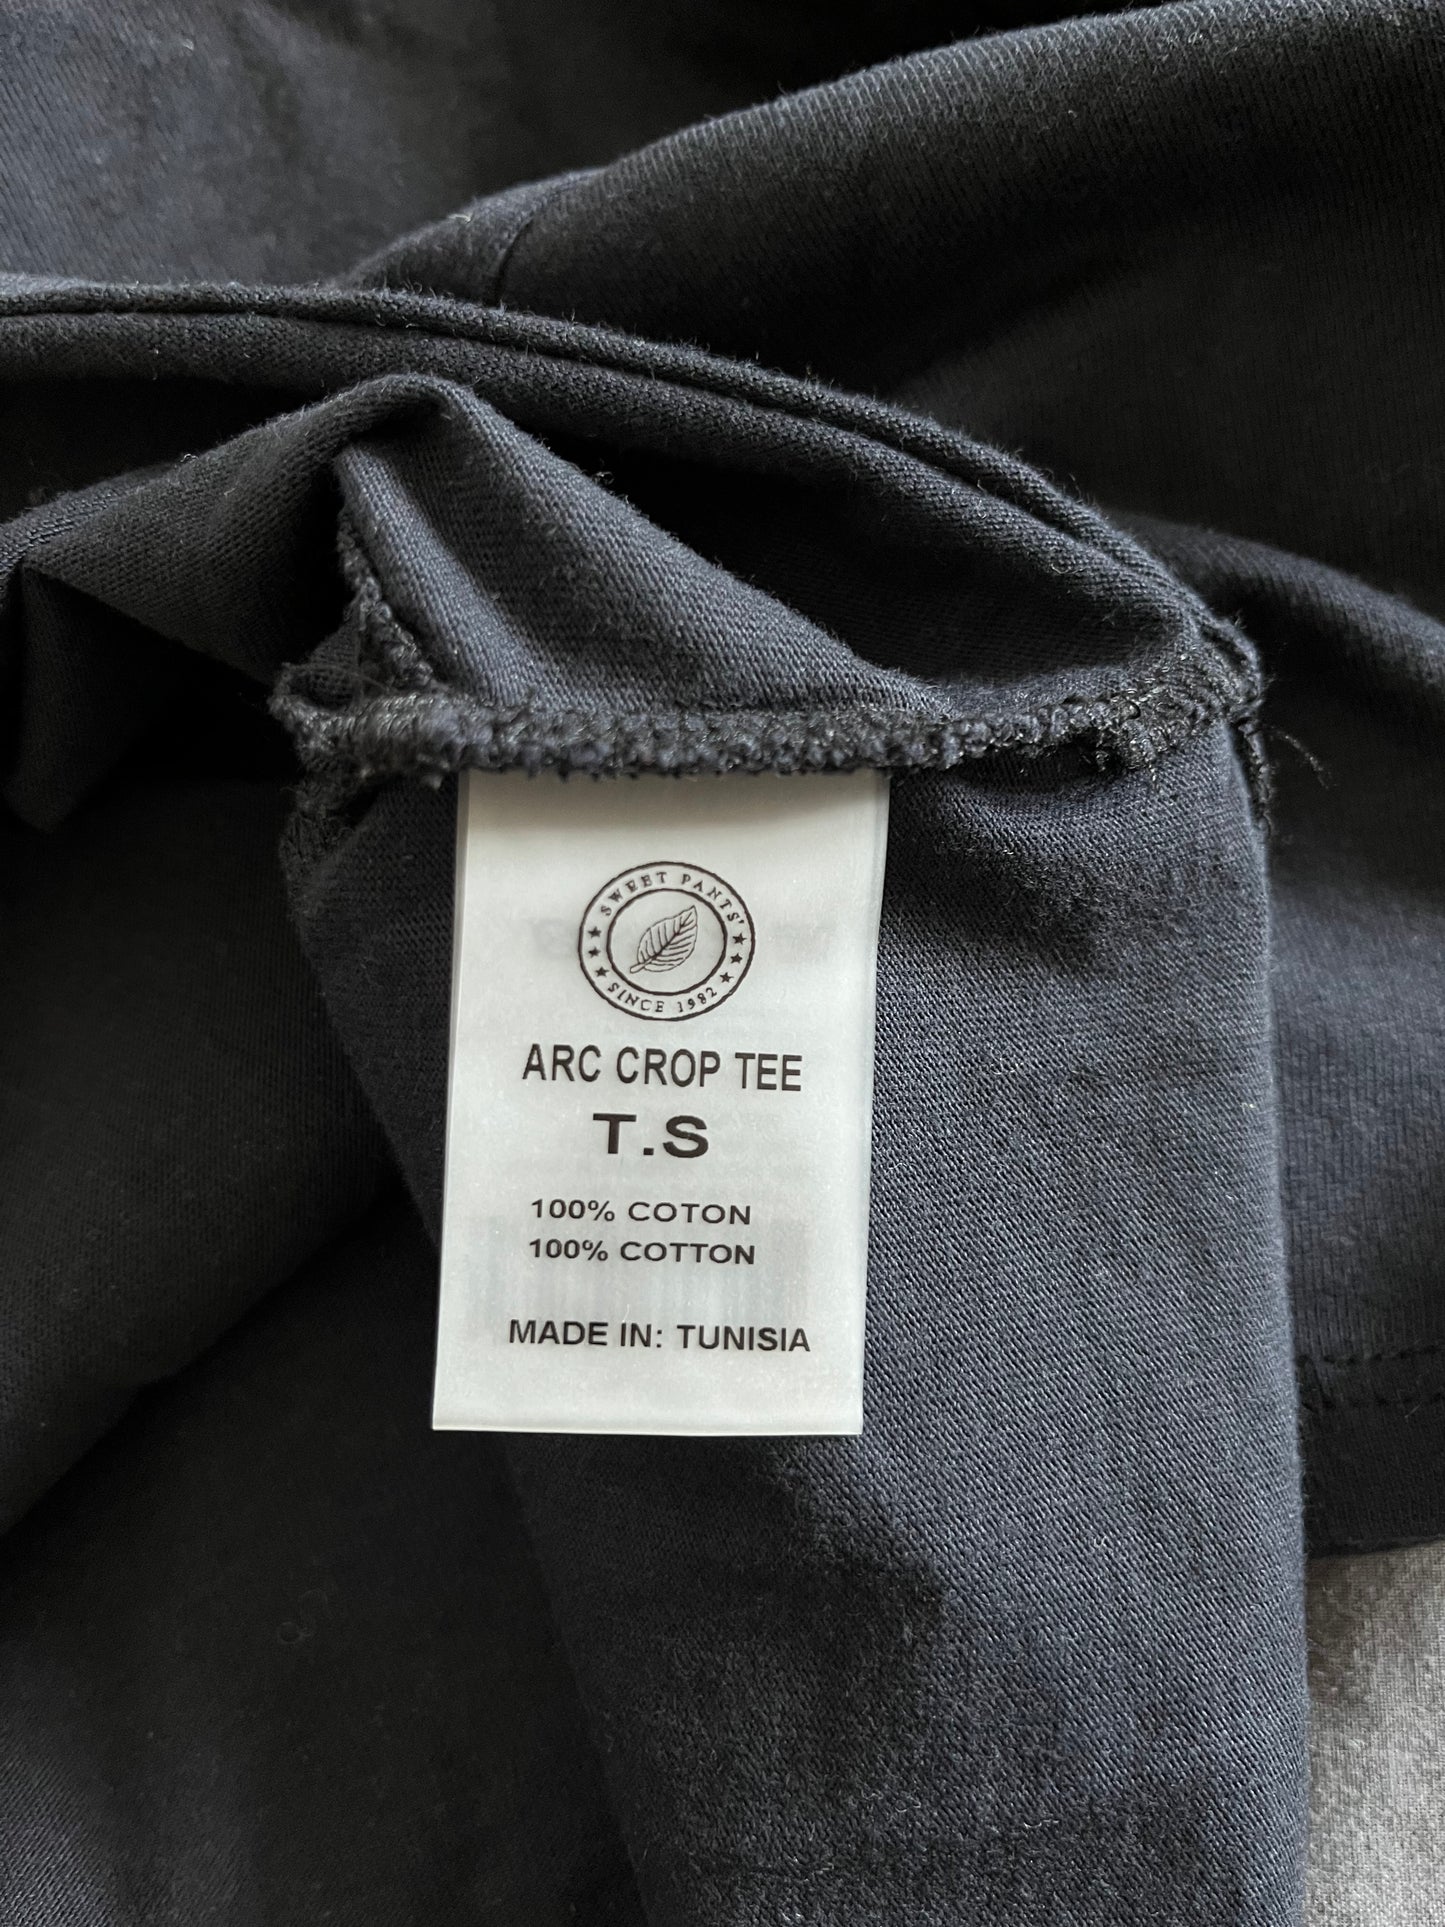 SWEET PANTS'
SINCE 1982
ARC CROP TEE
T.S
100% COTON
100% COTTON
MADE IN: TUNISIA